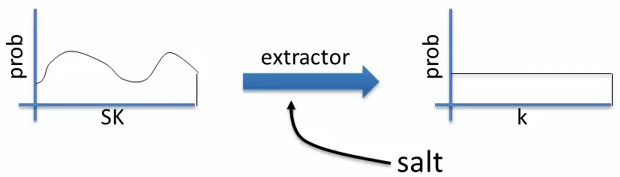 prob
SK
extractor
salt
prob
k